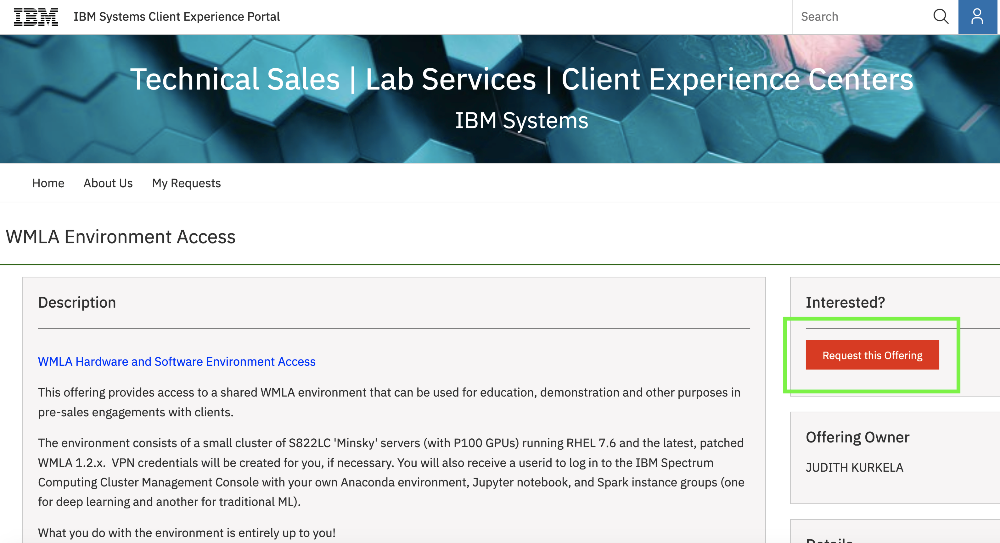 IBM IBM Systems Client Experience Portal Search
Technical Sales | Lab Services | Client Experience Centers
IBM Systems
Home About Us My Requests
WMLA Environment Access
Description
WMLA Hardware and Software Environment Access
This offering provides access to a shared WMLA environment that can be used for education, demonstration and other purposes in
pre-sales engagements with clients.
The environment consists of a small cluster of S822LC 'Minsky' servers (with P100 GPUs) running RHEL 7.6 and the latest, patched
WMLA 1.2.x.  VPN credentials will be created for you, if necessary. You will also receive a userid to log in to the IBM Spectrum
Computing Cluster Management Console with your own Anaconda environment, Jupyter notebook, and Spark instance groups (one
for deep learning and another for traditional ML).
What you do with the environment is entirely up to you!
Interested?
Request this Offering
Offering Owner
JUDITH KURKELA
Details